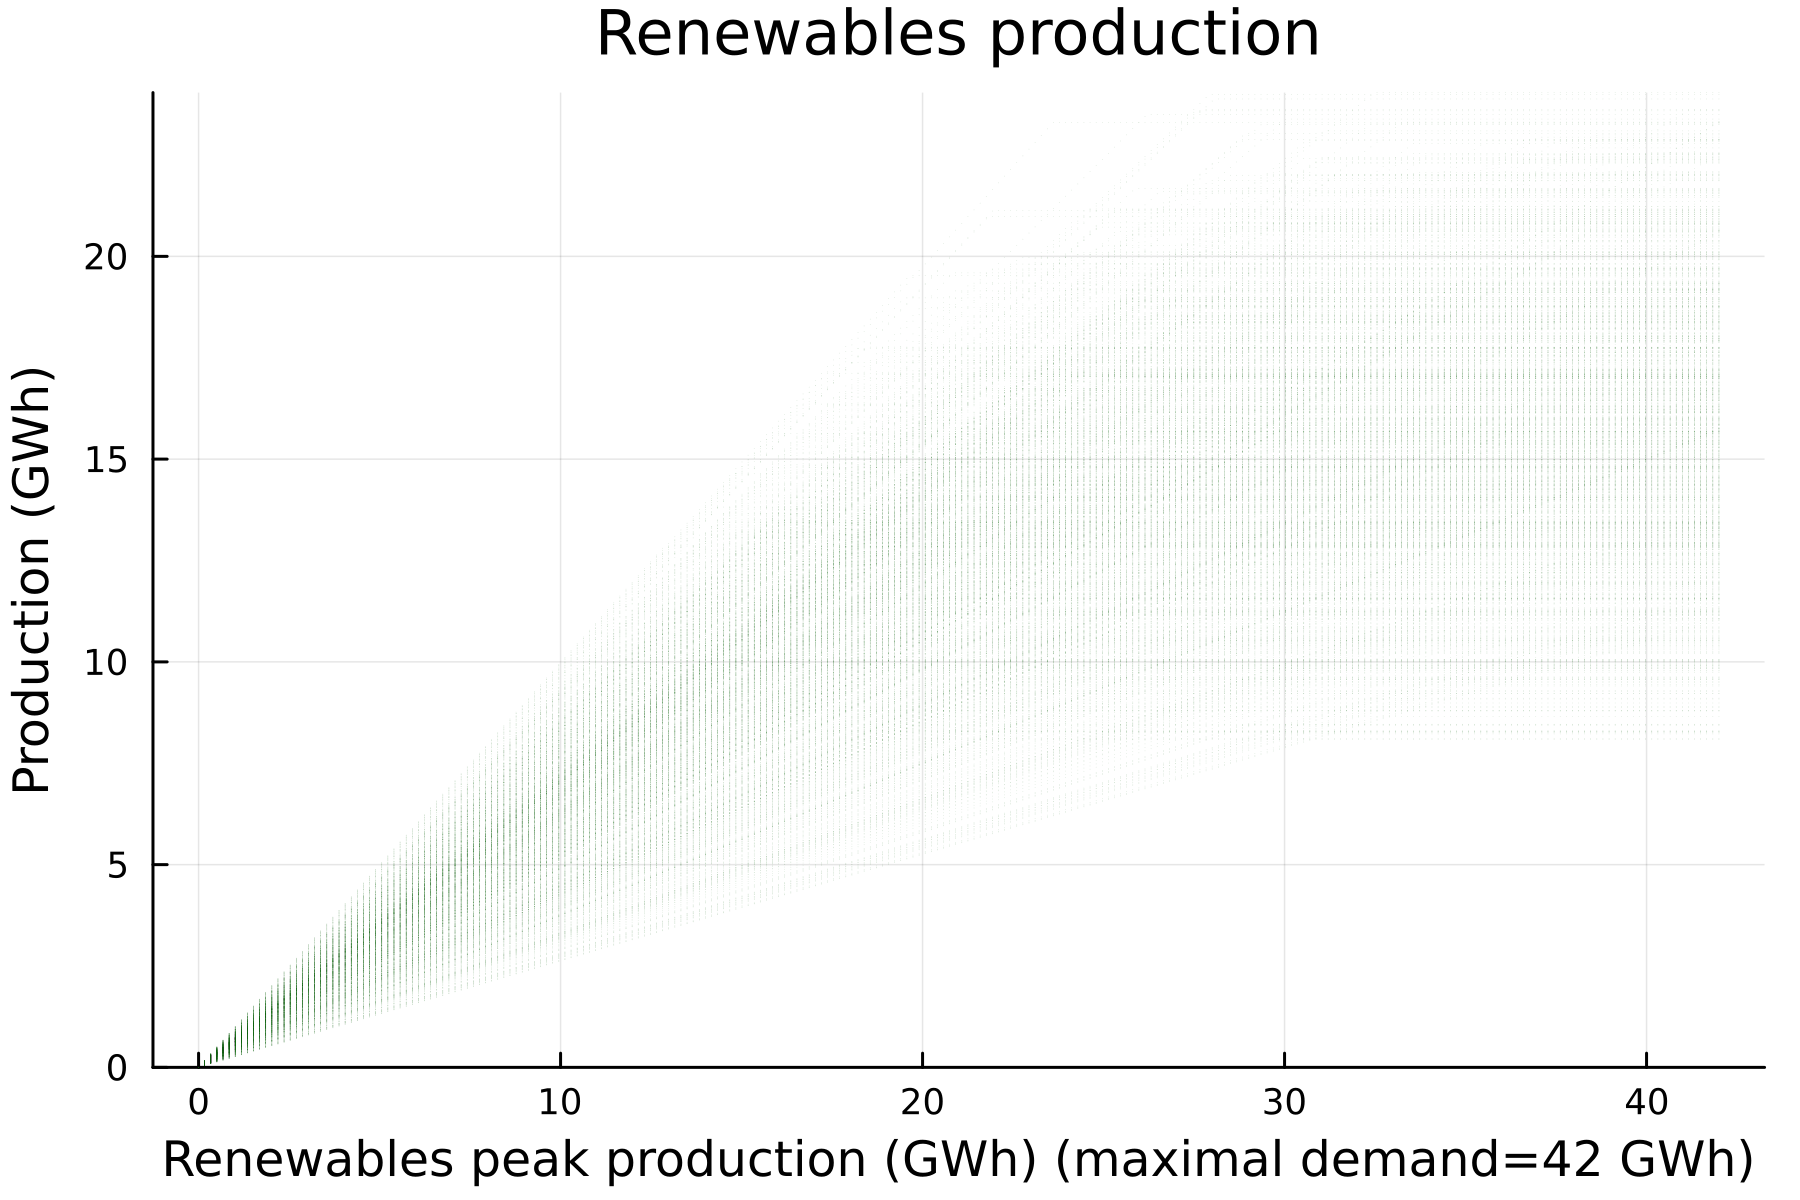 Renewables production
Production (GWh)
20
15
10
5
0
0 10 20 30 40
Renewables peak production (GWh) (maximal demand=42 GWh)